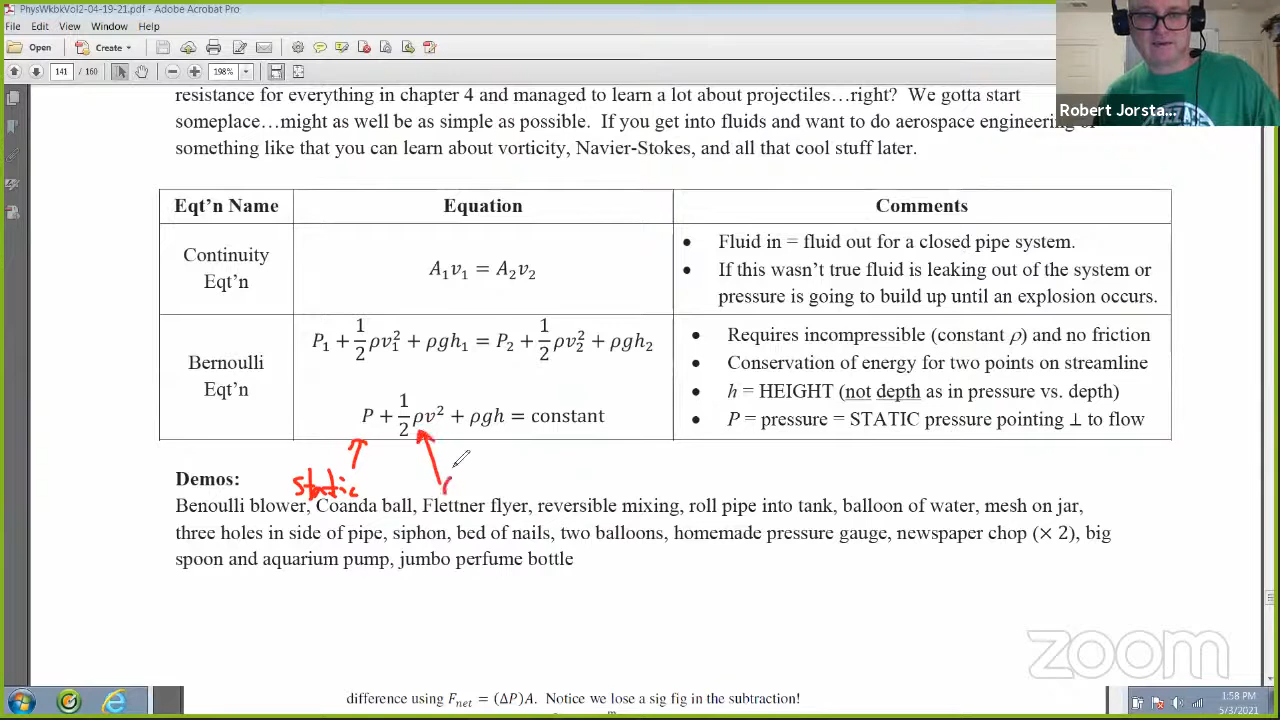 PhysWkbkVol2-04-19-21.pdf - Adobe Acrobat Pro
File Edit View Window Help
Open Create
141 / 160 198%
resistance for everything in chapter 4 and managed to learn a lot about projectiles…right? We gotta start
someplace…might as well be as simple as possible. If you get into fluids and want to do aerospace engineering or
something like that you can learn about vorticity, Navier-Stokes, and all that cool stuff later.
Robert Jorsta...
Eqt'n Name Equation Comments
Continuity Eqt'n
A₁v₁ = A₂v₂
• Fluid in = fluid out for a closed pipe system.
• If this wasn't true fluid is leaking out of the system or
pressure is going to build up until an explosion occurs.
Bernoulli Eqt'n
P₁ + 1/2 ρv₁² + ρgh₁ = P₂ + 1/2 ρv₂² + ρgh₂
P + 1/2 ρv² + ρgh = constant
• Requires incompressible (constant ρ) and no friction
• Conservation of energy for two points on streamline
• h = HEIGHT (not depth as in pressure vs. depth)
• P = pressure = STATIC pressure pointing ⊥ to flow
static
Demos:
Benoulli blower, Coanda ball, Flettner flyer, reversible mixing, roll pipe into tank, balloon of water, mesh on jar,
three holes in side of pipe, siphon, bed of nails, two balloons, homemade pressure gauge, newspaper chop (× 2), big
spoon and aquarium pump, jumbo perfume bottle
zoom
difference using F_net = (ΔP)A. Notice we lose a sig fig in the subtraction!
1:58 PM
5/3/2021